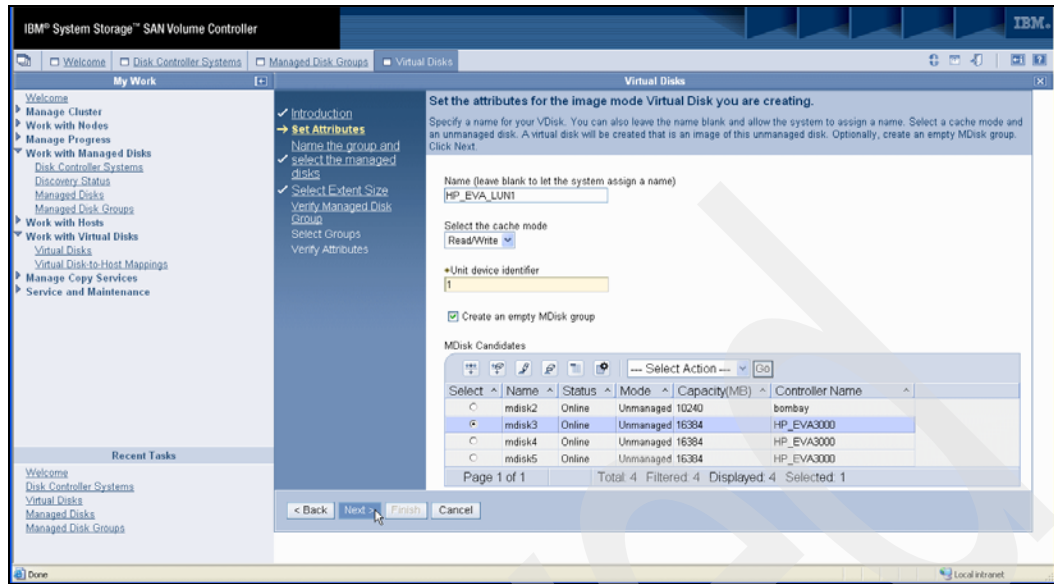 IBM® System Storage™ SAN Volume Controller
IBM.
Welcome
Disk Controller Systems
Managed Disk Groups
Virtual Disks
My Work
Virtual Disks
Welcome
Manage Cluster
Work with Nodes
Manage Progress
Work with Managed Disks
Disk Controller Systems
Discovery Status
Managed Disks
Managed Disk Groups
Work with Hosts
Work with Virtual Disks
Virtual Disks
Virtual Disk-to-Host Mappings
Manage Copy Services
Service and Maintenance
Recent Tasks
Welcome
Disk Controller Systems
Virtual Disks
Managed Disks
Managed Disk Groups
Introduction
Set Attributes
Name the group and
select the managed
disks
Select Extent Size
Verify Managed Disk
Group
Select Groups
Verify Attributes
Set the attributes for the image mode Virtual Disk you are creating.
Specify a name for your VDisk. You can also leave the name blank and allow the system to assign a name. Select a cache mode and
an unmanaged disk. A virtual disk will be created that is an image of this unmanaged disk. Optionally, create an empty MDisk group.
Click Next.
Name (leave blank to let the system assign a name)
HP_EVA_LUN1
Select the cache mode
Read/Write
*Unit device identifier
1
Create an empty MDisk group
MDisk Candidates
--- Select Action --- Go
Select Name Status Mode Capacity(MB) Controller Name
mdisk2 Online Unmanaged 10240 bombay
mdisk3 Online Unmanaged 16384 HP_EVA3000
mdisk4 Online Unmanaged 16384 HP_EVA3000
mdisk5 Online Unmanaged 16384 HP_EVA3000
Page 1 of 1 Total: 4 Filtered: 4 Displayed: 4 Selected: 1
< Back Next > Finish Cancel
Done
Local intranet